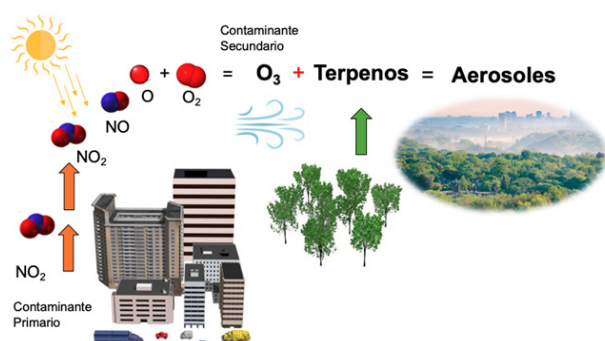 Contaminante
Secundario
O + O₂ = O₃ + Terpenos = Aerosoles
NO
NO₂
NO₂
Contaminante
Primario